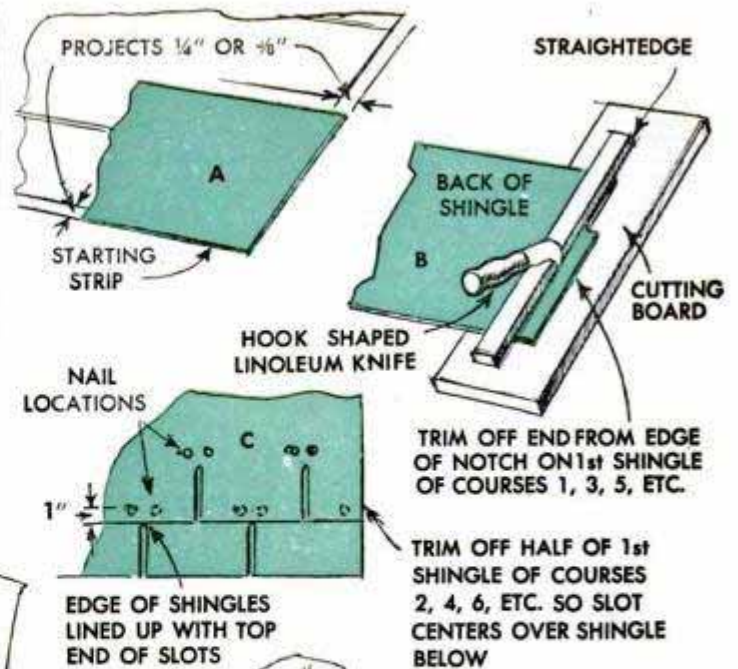 PROJECTS 1/4" OR 3/8"
STRAIGHTEDGE
A
BACK OF
SHINGLE
B
STARTING
STRIP
CUTTING
BOARD
HOOK SHAPED
LINOLEUM KNIFE
NAIL
LOCATIONS
C
1"
TRIM OFF END FROM EDGE
OF NOTCH ON 1st SHINGLE
OF COURSES 1, 3, 5, ETC.
TRIM OFF HALF OF 1st
SHINGLE OF COURSES
2, 4, 6, ETC. SO SLOT
CENTERS OVER SHINGLE
BELOW
EDGE OF SHINGLES
LINED UP WITH TOP
END OF SLOTS